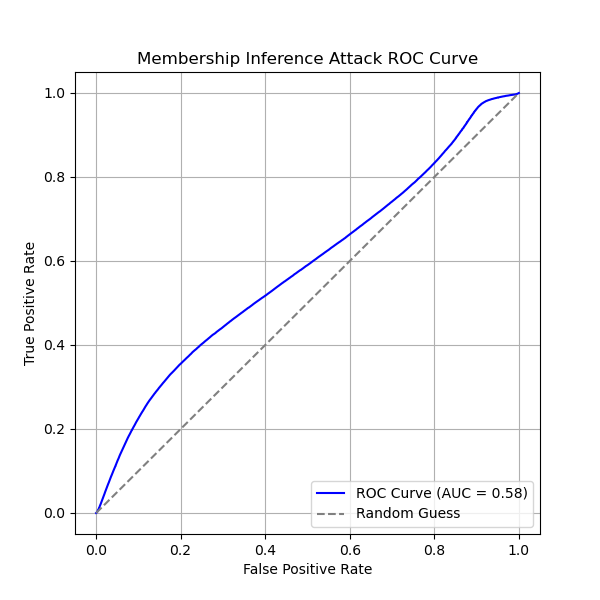 Membership Inference Attack ROC Curve
1.0
0.8
0.6
0.4
0.2
0.0
True Positive Rate
ROC Curve (AUC = 0.58)
Random Guess
0.0 0.2 0.4 0.6 0.8 1.0
False Positive Rate